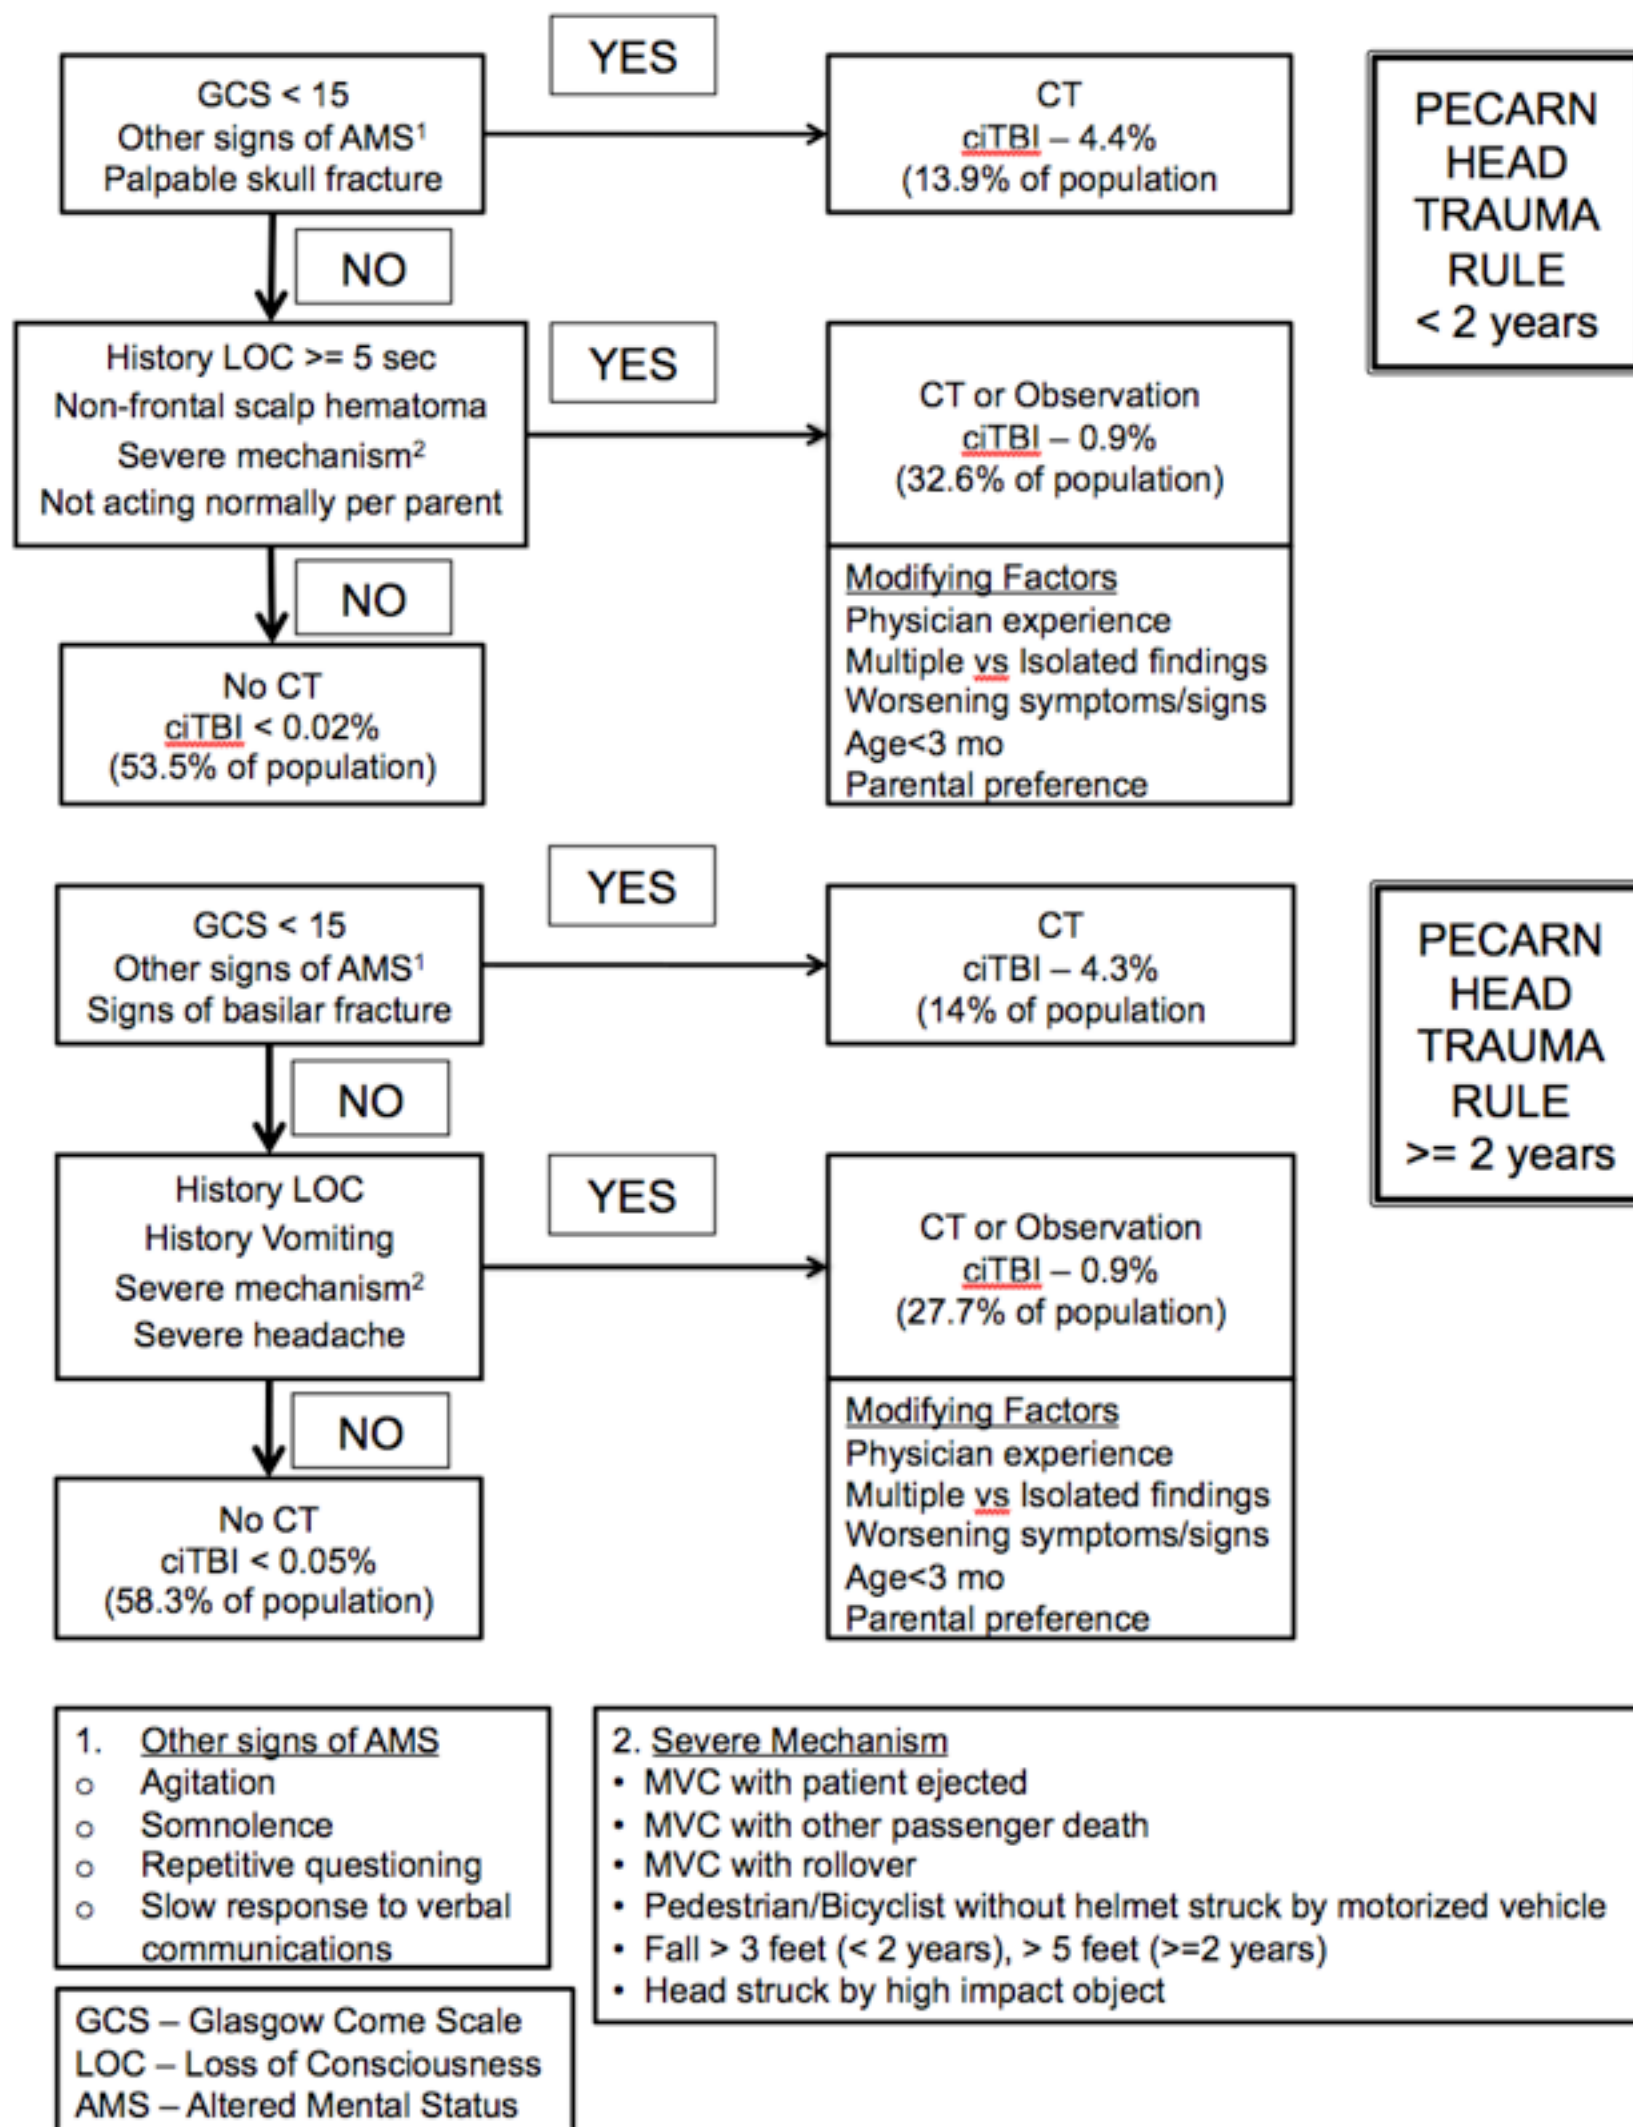 GCS < 15
Other signs of AMS¹
Palpable skull fracture
YES
CT
ciTBI – 4.4%
(13.9% of population
PECARN
HEAD
TRAUMA
RULE
< 2 years
NO
History LOC >= 5 sec
Non-frontal scalp hematoma
Severe mechanism²
Not acting normally per parent
YES
CT or Observation
ciTBI – 0.9%
(32.6% of population)
Modifying Factors
Physician experience
Multiple vs Isolated findings
Worsening symptoms/signs
Age<3 mo
Parental preference
NO
No CT
ciTBI < 0.02%
(53.5% of population)
GCS < 15
Other signs of AMS¹
Signs of basilar fracture
YES
CT
ciTBI – 4.3%
(14% of population
PECARN
HEAD
TRAUMA
RULE
>= 2 years
NO
History LOC
History Vomiting
Severe mechanism²
Severe headache
YES
CT or Observation
ciTBI – 0.9%
(27.7% of population)
Modifying Factors
Physician experience
Multiple vs Isolated findings
Worsening symptoms/signs
Age<3 mo
Parental preference
NO
No CT
ciTBI < 0.05%
(58.3% of population)
1. Other signs of AMS
o Agitation
o Somnolence
o Repetitive questioning
o Slow response to verbal
communications
2. Severe Mechanism
• MVC with patient ejected
• MVC with other passenger death
• MVC with rollover
• Pedestrian/Bicyclist without helmet struck by motorized vehicle
• Fall > 3 feet (< 2 years), > 5 feet (>=2 years)
• Head struck by high impact object
GCS – Glasgow Come Scale
LOC – Loss of Consciousness
AMS – Altered Mental Status